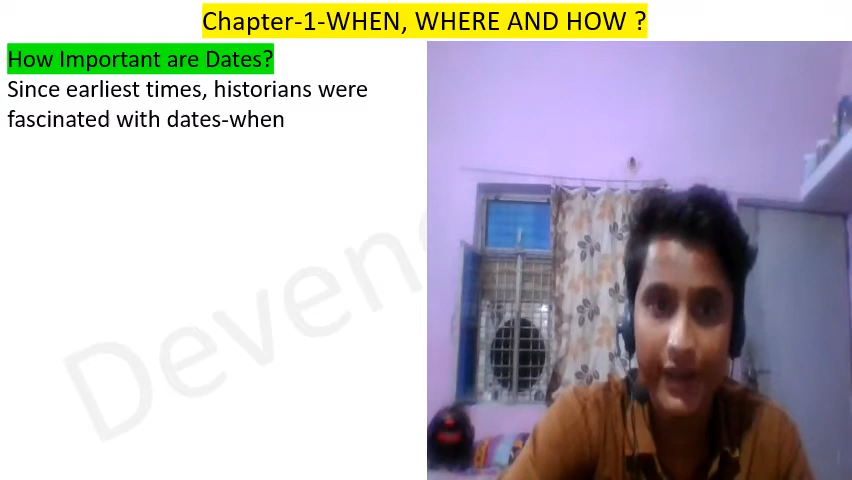 Chapter-1-WHEN, WHERE AND HOW ?
How Important are Dates?
Since earliest times, historians were
fascinated with dates-when
Devens